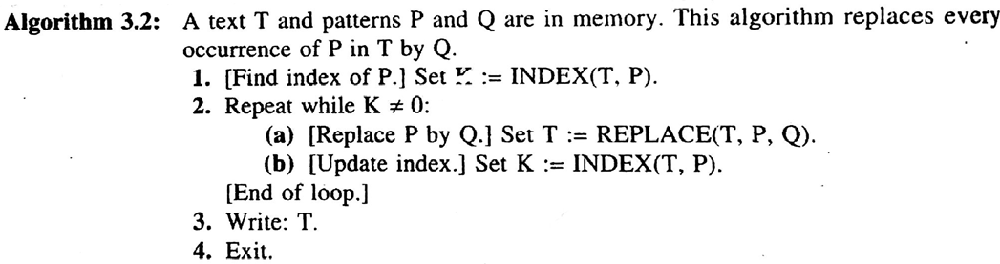 Algorithm 3.2: A text T and patterns P and Q are in memory. This algorithm replaces every
occurrence of P in T by Q.
1. [Find index of P.] Set K := INDEX(T, P).
2. Repeat while K ≠ 0:
(a) [Replace P by Q.] Set T := REPLACE(T, P, Q).
(b) [Update index.] Set K := INDEX(T, P).
[End of loop.]
3. Write: T.
4. Exit.